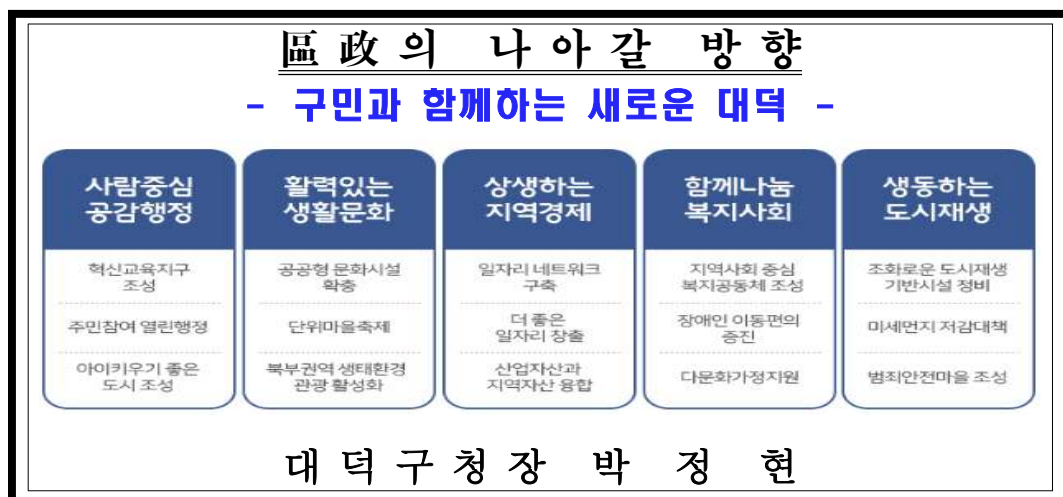 區政의 나아갈 방향
- 구민과 함께하는 새로운 대덕 -
사람중심
공감행정
혁신교육지구
조성
주민참여 열린행정
아이키우기 좋은
도시 조성
활력있는
생활문화
공공형 문화시설
확충
단위마을축제
북부권역 생태환경
관광 활성화
상생하는
지역경제
일자리 네트워크
구축
더 좋은
일자리 창출
산업자산과
지역자산 융합
함께나눔
복지사회
지역사회 중심
복지공동체 조성
장애인 이동편의
증진
다문화가정지원
생동하는
도시재생
조화로운 도시재생
기반시설 정비
미세먼지 저감대책
범죄안전마을 조성
대덕구청장 박 정 현